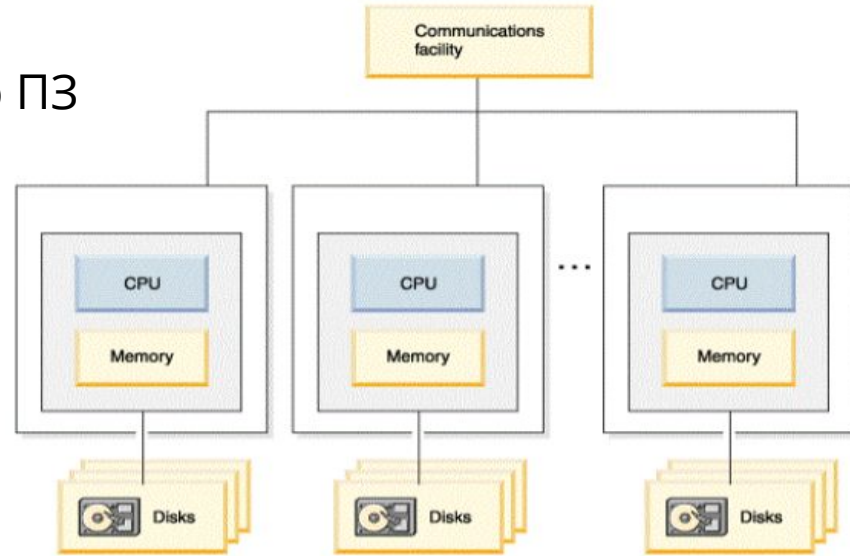 ПЗ
Communications
facility
CPU
CPU
CPU
...
Memory
Memory
Memory
Disks
Disks
Disks